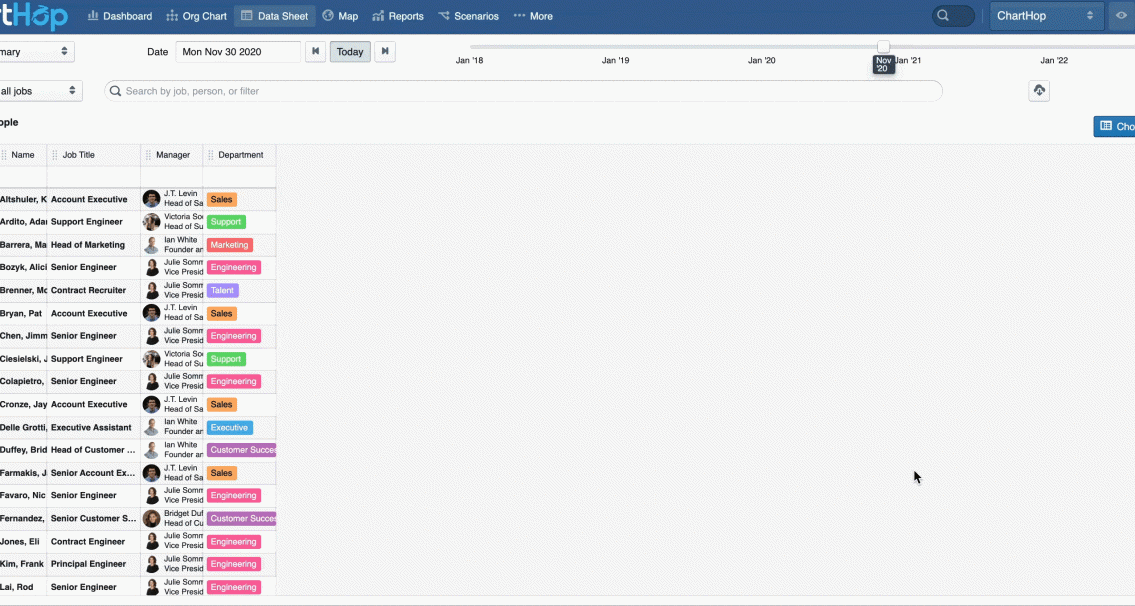 rtHop Dashboard Org Chart Data Sheet Map Reports Scenarios More ChartHop
mary Date Mon Nov 30 2020 Today
Jan '18 Jan '19 Jan '20 Nov '20 Jan '21 Jan '22
all jobs Search by job, person, or filter
ople
Cho
Name Job Title Manager Department
Altshuler, K Account Executive J.T. Levin Head of Sa Sales
Ardito, Adar Support Engineer Victoria Sou Head of Su Support
Barrera, Ma Head of Marketing Ian White Founder an Marketing
Bozyk, Alici Senior Engineer Julie Somm Vice Presid Engineering
Brenner, Mo Contract Recruiter Julie Somm Vice Presid Talent
Bryan, Pat Account Executive J.T. Levin Head of Sa Sales
Chen, Jimm Senior Engineer Julie Somm Vice Presid Engineering
Ciesielski, J Support Engineer Victoria Sou Head of Su Support
Colapietro, Senior Engineer Julie Somm Vice Presid Engineering
Cronze, Jay Account Executive J.T. Levin Head of Sa Sales
Delle Grotti, Executive Assistant Ian White Founder an Executive
Duffey, Brid Head of Customer ... Ian White Founder an Customer Succes
Farmakis, J Senior Account Ex... J.T. Levin Head of Sa Sales
Favaro, Nic Senior Engineer Julie Somm Vice Presid Engineering
Fernandez, Senior Customer S... Bridget Duf Head of Cu Customer Succes
Jones, Eli Contract Engineer Julie Somm Vice Presid Engineering
Kim, Frank Principal Engineer Julie Somm Vice Presid Engineering
Lai, Rod Senior Engineer Julie Somm Vice Presid Engineering